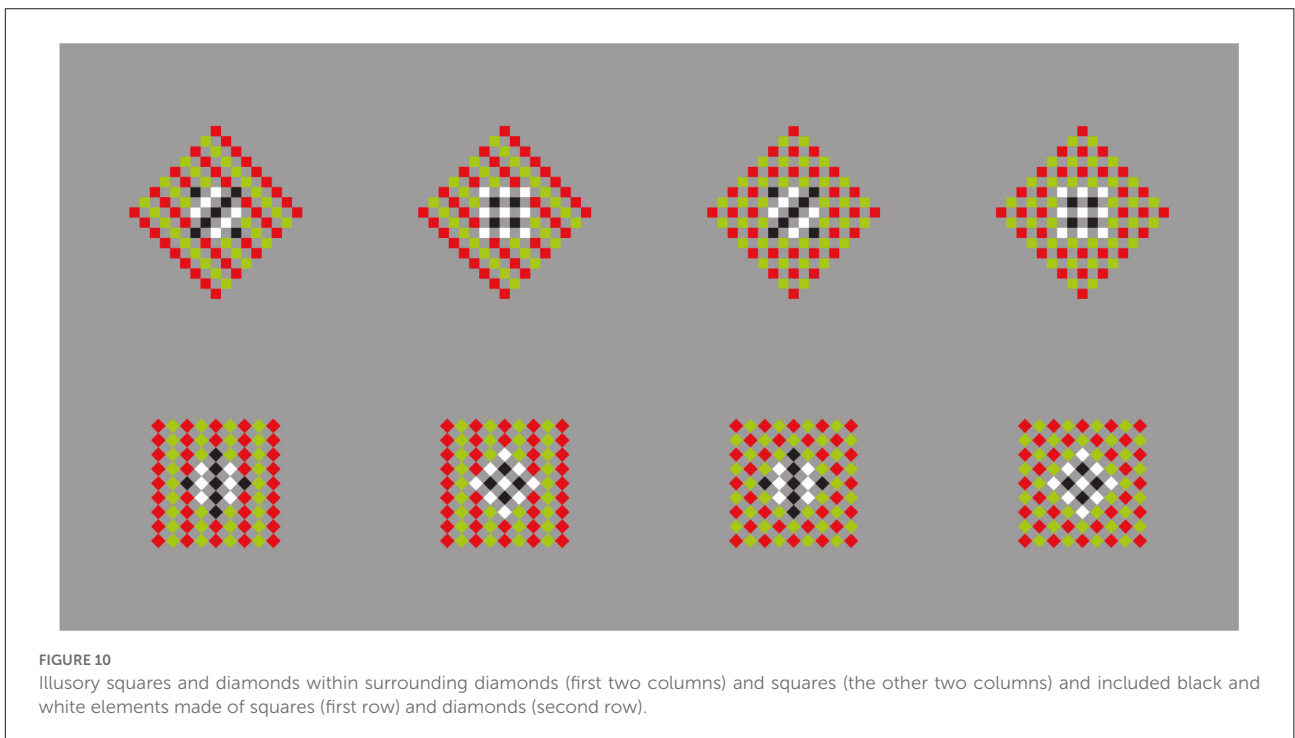 FIGURE 10
Illusory squares and diamonds within surrounding diamonds (first two columns) and squares (the other two columns) and included black and
white elements made of squares (first row) and diamonds (second row).